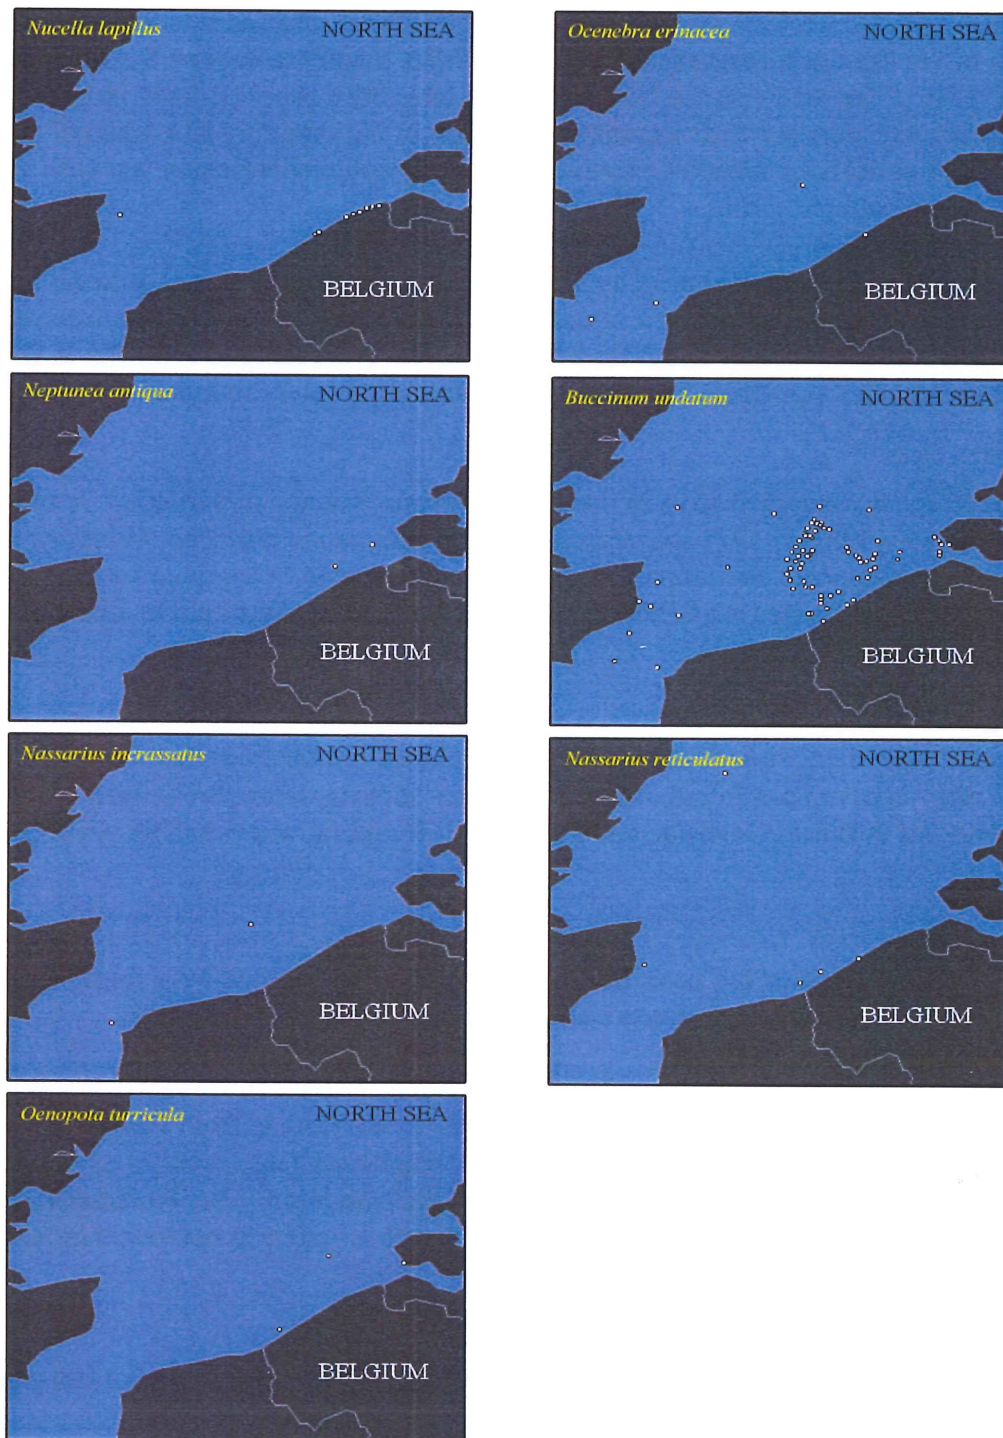 Nucella lapillus NORTH SEA
BELGIUM
Ocenebra erinacea NORTH SEA
BELGIUM
Neptunea antiqua NORTH SEA
BELGIUM
Buccinum undatum NORTH SEA
BELGIUM
Nassarius incrassatus NORTH SEA
BELGIUM
Nassarius reticulatus NORTH SEA
BELGIUM
Oenopota turricula NORTH SEA
BELGIUM